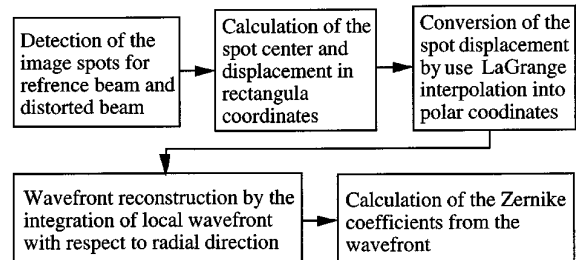 Detection of the
image spots for
refrence beam and
distorted beam
Calculation of the
spot center and
displacement in
rectangula
coordinates
Conversion of the
spot displacement
by use LaGrange
interpolation into
polar coodinates
Wavefront reconstruction by the
integration of local wavefront
with respect to radial direction
Calculation of the Zernike
coefficients from the
wavefront